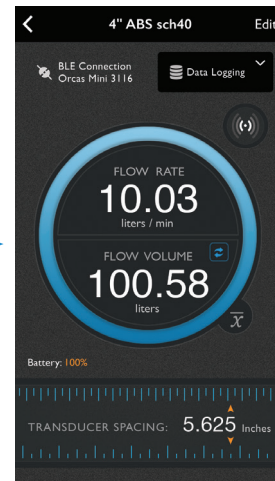 4" ABS sch40 Edit
BLE Connection
Orcas Mini 3116
Data Logging
FLOW RATE
10.03
liters / min
FLOW VOLUME
100.58
liters
x̅
Battery: 100%
TRANSDUCER SPACING: 5.625 Inches